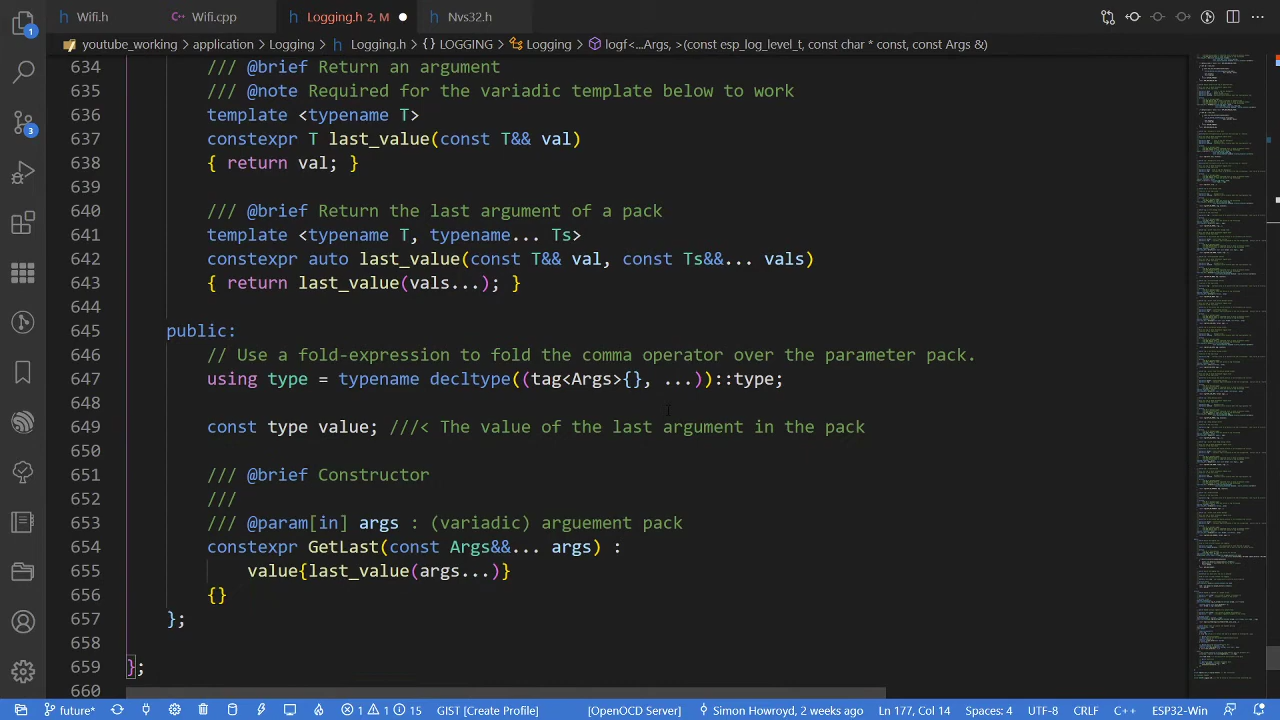 Wifi.h Wifi.cpp Logging.h 2, M Nvs32.h
youtube_working > application > Logging > Logging.h > {} LOGGING > Logging > logf<...Args, >(const esp_log_level_t, const char * const, const Args &)
634 /// @brief Return an argument
635 /// @note Required for the variadic template below to work
636 template <typename T>
637 constexpr T last_value(const T&& val)
638 { return val; }
639
640 /// @brief Return the last argument of a pack
641 template <typename T, typename... Ts>
642 constexpr auto last_value(const T&& val, const Ts&&... vals)
643 { return last_value(vals...); }
644
645 public:
646 // Use a fold-expression to fold the comma operator over the parameter pack.
647 using type = typename decltype((tag<Args>{}, ...))::type;
648
649 const type value; /// The value of the last argument in the pack
650
651 /// @brief Constructor
652 ///
653 /// @param[in] args : (variadic) arguement pack
654 constexpr GetLast(const Args&&... args) :
655 value{last_value(args...)}
656 {}
657 };
658
659 };
660
1
3
future* 1 1 15 GIST (Create Profile) [OpenOCD Server] Simon Howroyd, 2 weeks ago Ln 177, Col 14 Spaces: 4 UTF-8 CRLF C++ ESP32-Win